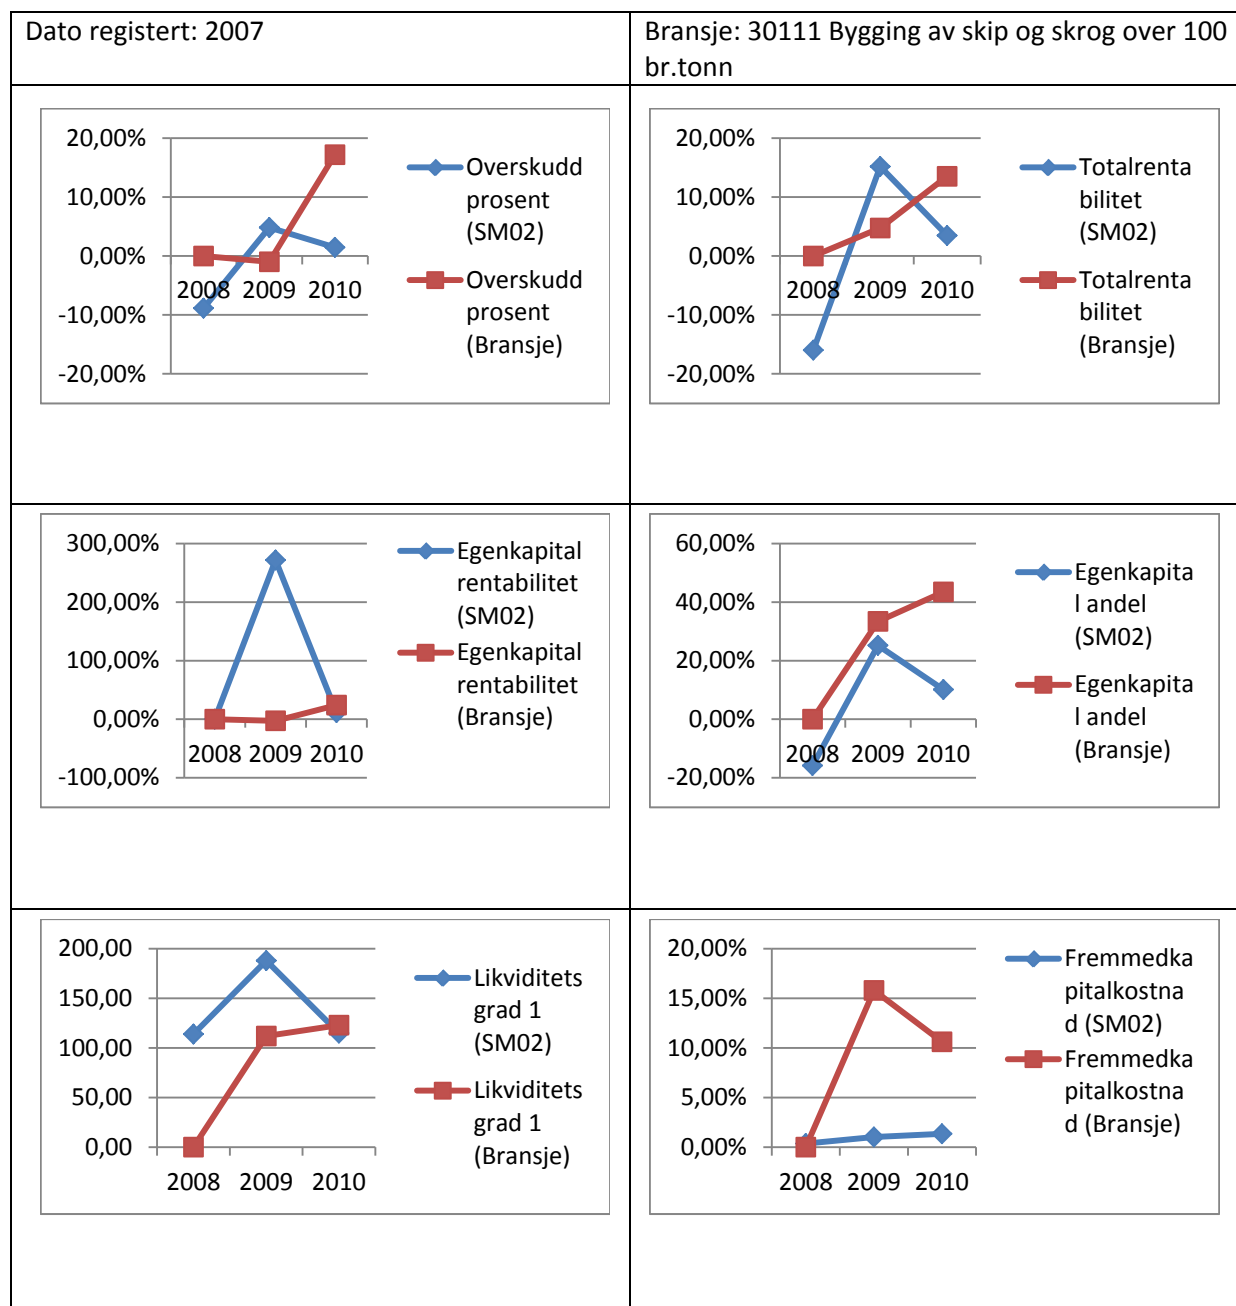 Dato registert: 2007
Bransje: 30111 Bygging av skip og skrog over 100
br.tonn
20,00%
10,00%
0,00%
-10,00%
-20,00%
2008 2009 2010
Overskudd
prosent
(SM02)
Overskudd
prosent
(Bransje)
20,00%
10,00%
0,00%
-10,00%
-20,00%
2008 2009 2010
Totalrenta
bilitet
(SM02)
Totalrenta
bilitet
(Bransje)
300,00%
200,00%
100,00%
0,00%
-100,00%
2008 2009 2010
Egenkapital
rentabilitet
(SM02)
Egenkapital
rentabilitet
(Bransje)
60,00%
40,00%
20,00%
0,00%
-20,00%
2008 2009 2010
Egenkapita
l andel
(SM02)
Egenkapita
l andel
(Bransje)
200,00
150,00
100,00
50,00
0,00
2008 2009 2010
Likviditets
grad 1
(SM02)
Likviditets
grad 1
(Bransje)
20,00%
15,00%
10,00%
5,00%
0,00%
2008 2009 2010
Fremmedka
pitalkostna
d (SM02)
Fremmedka
pitalkostna
d (Bransje)